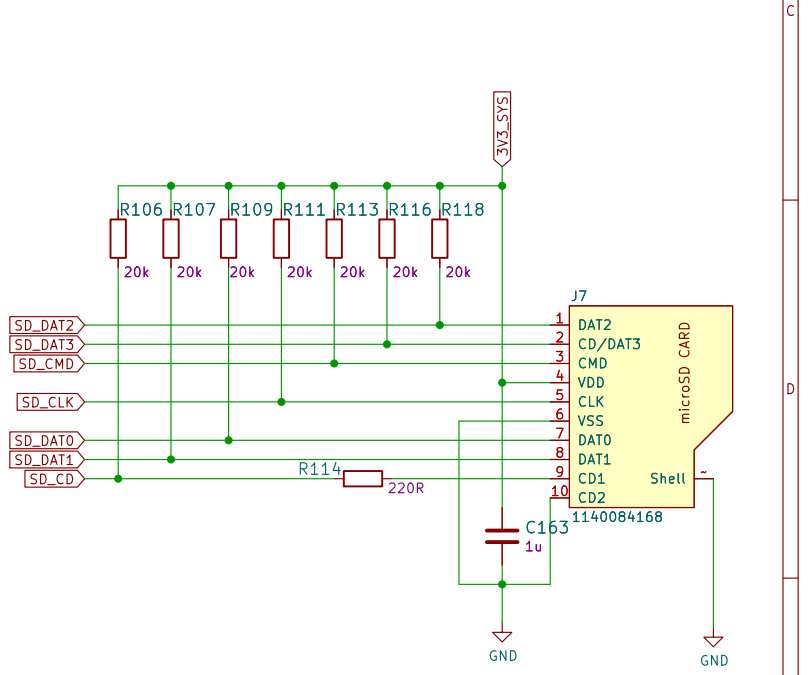 C
3V3_SYS
R106 R107 R109 R111 R113 R116 R118
20k 20k 20k 20k 20k 20k 20k
J7
SD_DAT2 1 DAT2
SD_DAT3 2 CD/DAT3
SD_CMD 3 CMD
4 VDD
SD_CLK 5 CLK
6 VSS
SD_DAT0 7 DAT0
SD_DAT1 8 DAT1
SD_CD R114 220R 9 CD1
10 CD2
microSD CARD
Shell ~
1140084168
D
C163
1u
GND
GND